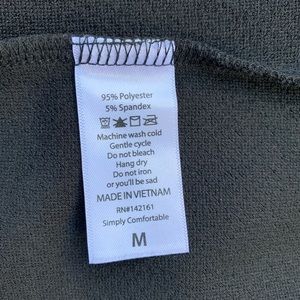 95% Polyester
5% Spandex
Machine wash cold
Gentle cycle
Do not bleach
Hang dry
Do not iron
or you'll be sad
MADE IN VIETNAM
RN#142161
Simply Comfortable
M